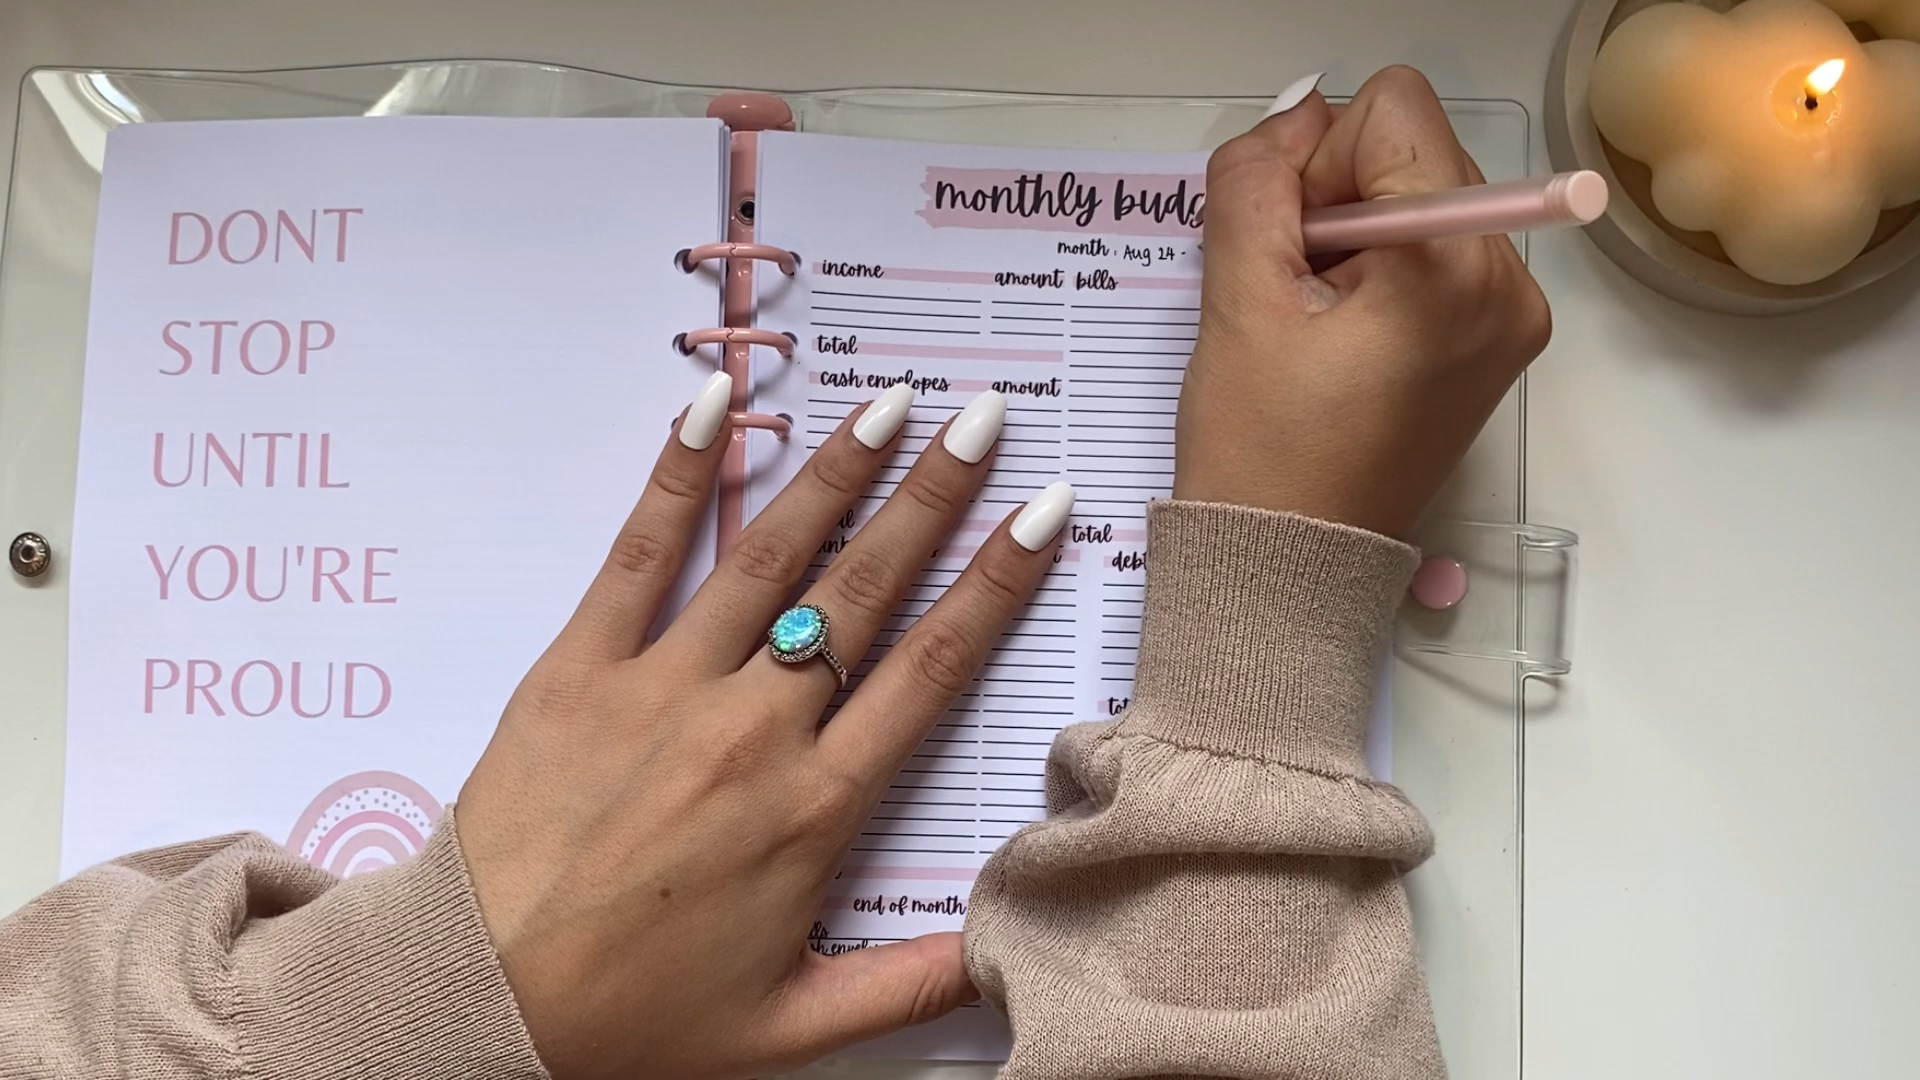 DONT
STOP
UNTIL
YOU'RE
PROUD
monthly
month: Aug 24 -
income amount bills
total
cash envelopes amount
total
end of month